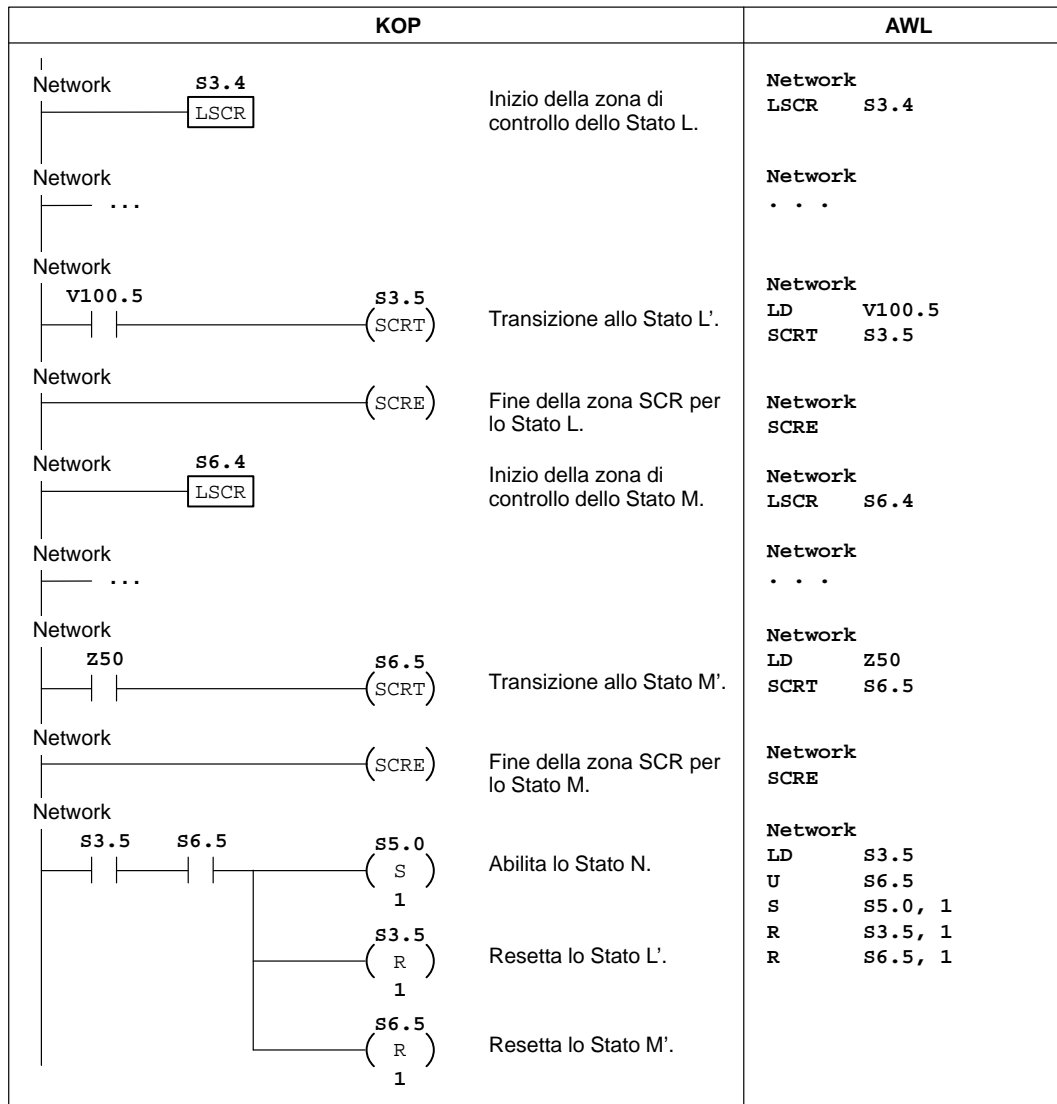 KOP
AWL
Network S3.4
LSCR
Inizio della zona di
controllo dello Stato L.
Network
LSCR S3.4
Network
...
Network
. . .
Network
V100.5 S3.5
SCRT
Transizione allo Stato L’.
Network
LD V100.5
SCRT S3.5
Network
SCRE
Fine della zona SCR per
lo Stato L.
Network
SCRE
Network S6.4
LSCR
Inizio della zona di
controllo dello Stato M.
Network
LSCR S6.4
Network
...
Network
. . .
Network
Z50 S6.5
SCRT
Transizione allo Stato M’.
Network
LD Z50
SCRT S6.5
Network
SCRE
Fine della zona SCR per
lo Stato M.
Network
SCRE
Network
S3.5 S6.5 S5.0
S
1
Abilita lo Stato N.
S3.5
R
1
Resetta lo Stato L’.
S6.5
R
1
Resetta lo Stato M’.
Network
LD S3.5
U S6.5
S S5.0, 1
R S3.5, 1
R S6.5, 1